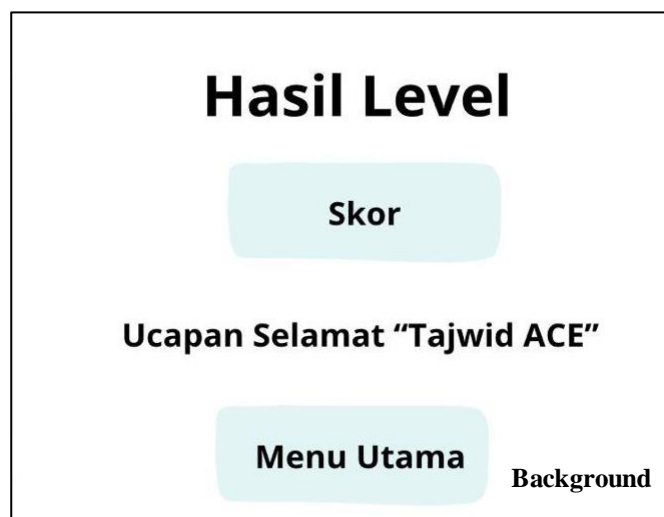 Hasil Level
Skor
Ucapan Selamat “Tajwid ACE”
Menu Utama
Background